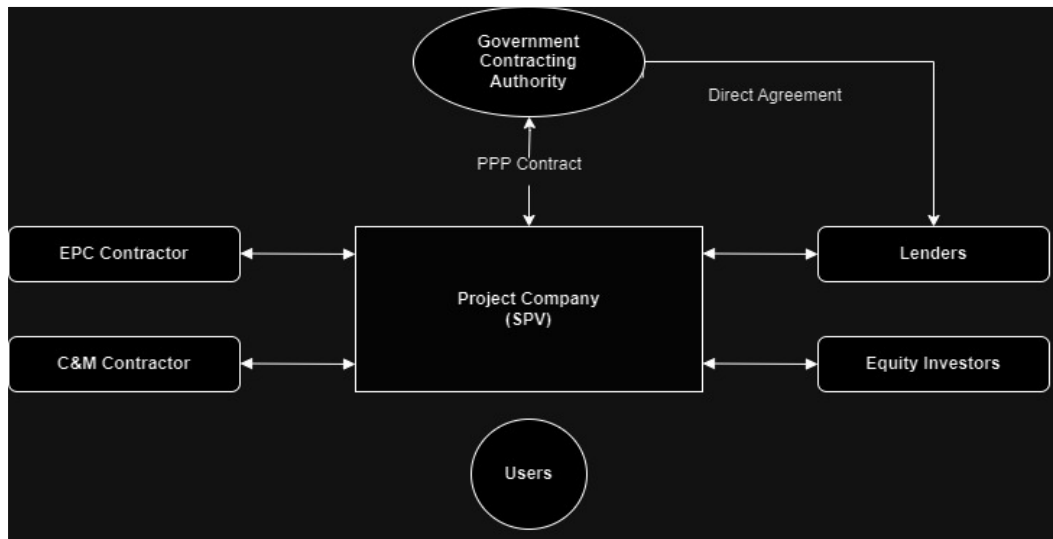 Government
Contracting
Authority
Direct Agreement
PPP Contract
EPC Contractor
Lenders
Project Company
(SPV)
C&M Contractor
Equity Investors
Users